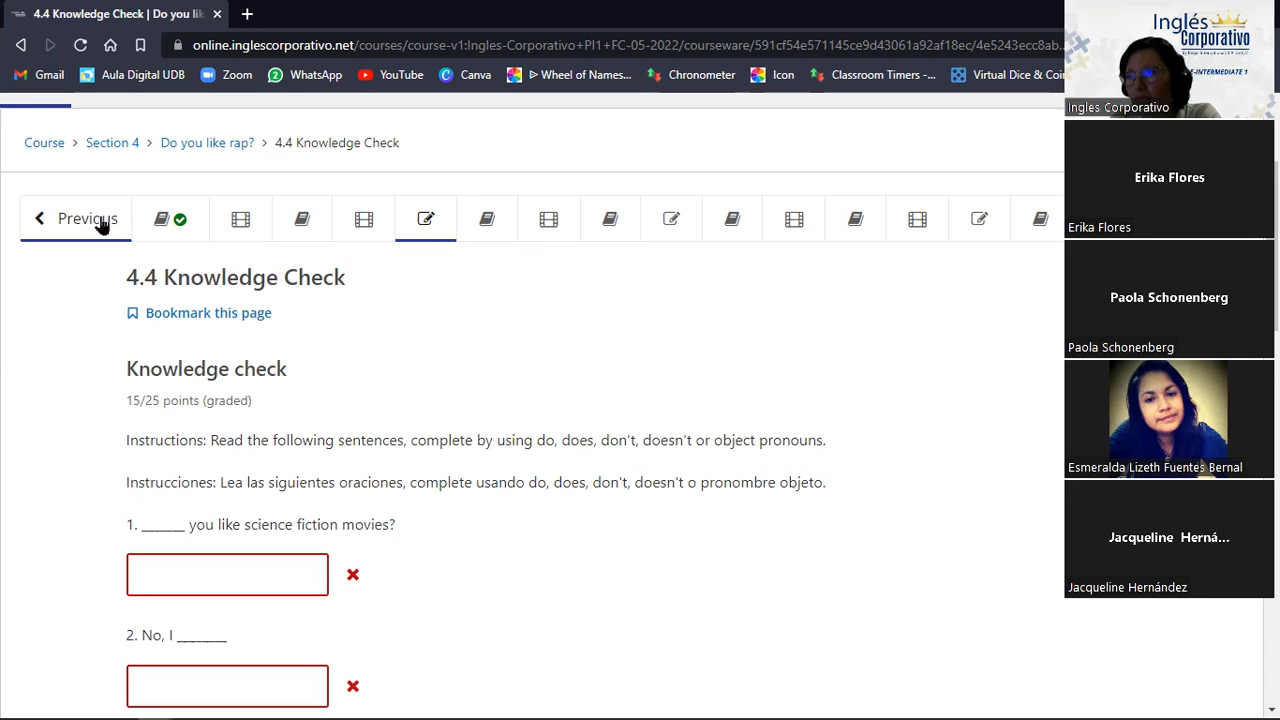 4.4 Knowledge Check | Do you lik
online.inglescorporativo.net/courses/course-v1:Ingles-Corporativo+PI1+FC-05-2022/courseware/591cf54e571145ce9d43061a92af18ec/4e5243ecc8ab...
Gmail Aula Digital UDB Zoom WhatsApp YouTube Canva Wheel of Names... Chronometer Icon Classroom Timers -... Virtual Dice & Coi
Course > Section 4 > Do you like rap? > 4.4 Knowledge Check
Previous
4.4 Knowledge Check
Bookmark this page
Knowledge check
15/25 points (graded)
Instructions: Read the following sentences, complete by using do, does, don't, doesn't or object pronouns.
Instrucciones: Lea las siguientes oraciones, complete usando do, does, don't, doesn't o pronombre objeto.
1. ______ you like science fiction movies?
2. No, I _______
Inglés
Corporativo
E-INTERMEDIATE 1
Ingles Corporativo
Erika Flores
Erika Flores
Paola Schonenberg
Paola Schonenberg
Esmeralda Lizeth Fuentes Bernal
Jacqueline Herná...
Jacqueline Hernández